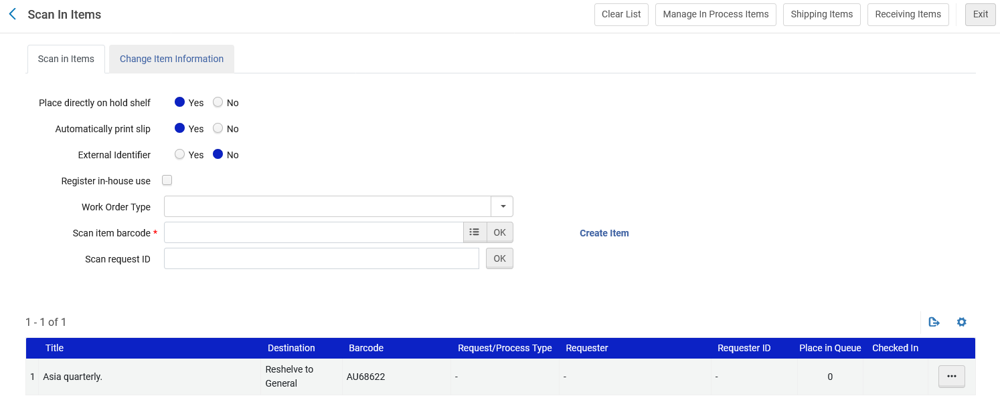 Scan In Items
Clear List
Manage In Process Items
Shipping Items
Receiving Items
Exit
Scan in Items
Change Item Information
Place directly on hold shelf
Yes
No
Automatically print slip
Yes
No
External Identifier
Yes
No
Register in-house use
Work Order Type
Scan item barcode *
OK
Create Item
Scan request ID
OK
1 - 1 of 1
Title
Destination
Barcode
Request/Process Type
Requester
Requester ID
Place in Queue
Checked In
1
Asia quarterly.
Reshelve to
General
AU68622
-
-
-
0